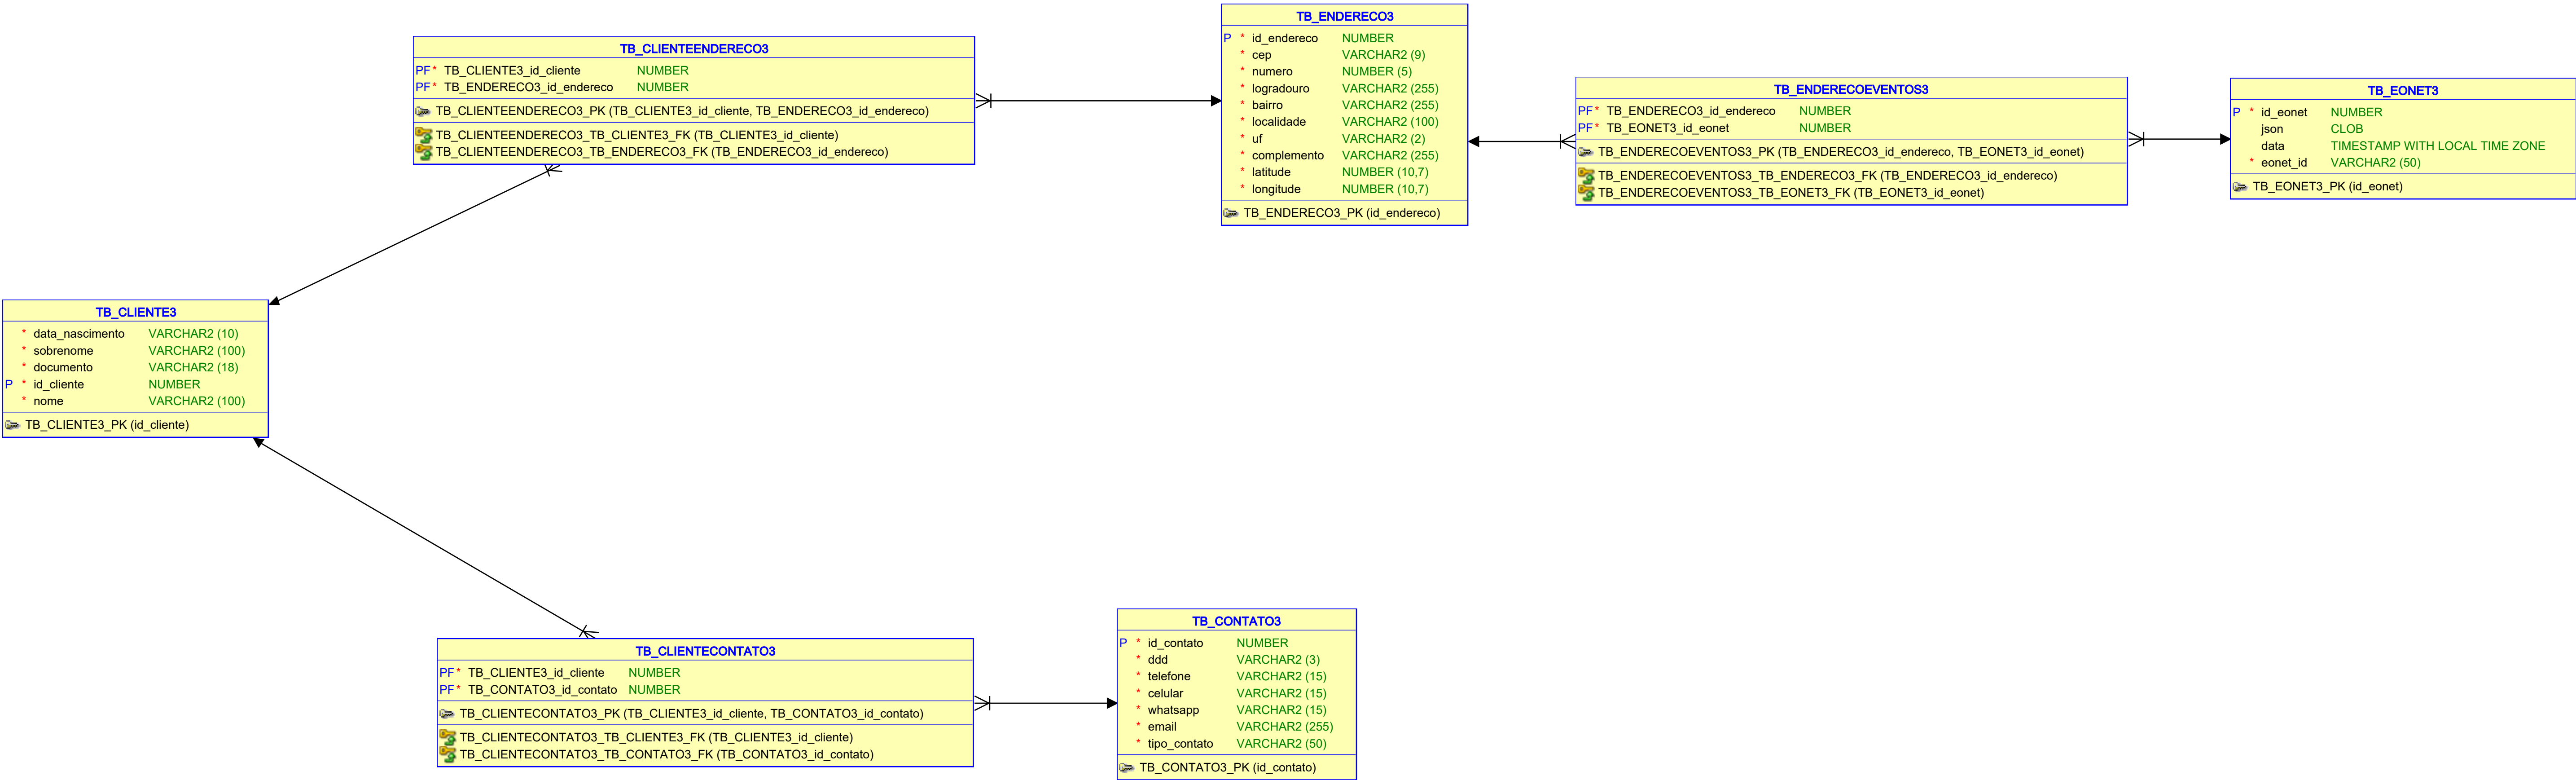 TB_CLIENTEENDERECO3
PF* TB_CLIENTE3_id_cliente NUMBER
PF* TB_ENDERECO3_id_endereco NUMBER
TB_CLIENTEENDERECO3_PK (TB_CLIENTE3_id_cliente, TB_ENDERECO3_id_endereco)
TB_CLIENTEENDERECO3_TB_CLIENTE3_FK (TB_CLIENTE3_id_cliente)
TB_CLIENTEENDERECO3_TB_ENDERECO3_FK (TB_ENDERECO3_id_endereco)
TB_ENDERECO3
P * id_endereco NUMBER
* cep VARCHAR2 (9)
* numero NUMBER (5)
* logradouro VARCHAR2 (255)
* bairro VARCHAR2 (255)
* localidade VARCHAR2 (100)
* uf VARCHAR2 (2)
* complemento VARCHAR2 (255)
* latitude NUMBER (10,7)
* longitude NUMBER (10,7)
TB_ENDERECO3_PK (id_endereco)
TB_ENDERECOEVENTOS3
PF* TB_ENDERECO3_id_endereco NUMBER
PF* TB_EONET3_id_eonet NUMBER
TB_ENDERECOEVENTOS3_PK (TB_ENDERECO3_id_endereco, TB_EONET3_id_eonet)
TB_ENDERECOEVENTOS3_TB_ENDERECO3_FK (TB_ENDERECO3_id_endereco)
TB_ENDERECOEVENTOS3_TB_EONET3_FK (TB_EONET3_id_eonet)
TB_EONET3
P * id_eonet NUMBER
json CLOB
data TIMESTAMP WITH LOCAL TIME ZONE
* eonet_id VARCHAR2 (50)
TB_EONET3_PK (id_eonet)
TB_CLIENTE3
* data_nascimento VARCHAR2 (10)
* sobrenome VARCHAR2 (100)
* documento VARCHAR2 (18)
P * id_cliente NUMBER
* nome VARCHAR2 (100)
TB_CLIENTE3_PK (id_cliente)
TB_CLIENTECONTATO3
PF* TB_CLIENTE3_id_cliente NUMBER
PF* TB_CONTATO3_id_contato NUMBER
TB_CLIENTECONTATO3_PK (TB_CLIENTE3_id_cliente, TB_CONTATO3_id_contato)
TB_CLIENTECONTATO3_TB_CLIENTE3_FK (TB_CLIENTE3_id_cliente)
TB_CLIENTECONTATO3_TB_CONTATO3_FK (TB_CONTATO3_id_contato)
TB_CONTATO3
P * id_contato NUMBER
* ddd VARCHAR2 (3)
* telefone VARCHAR2 (15)
* celular VARCHAR2 (15)
* whatsapp VARCHAR2 (15)
* email VARCHAR2 (255)
* tipo_contato VARCHAR2 (50)
TB_CONTATO3_PK (id_contato)